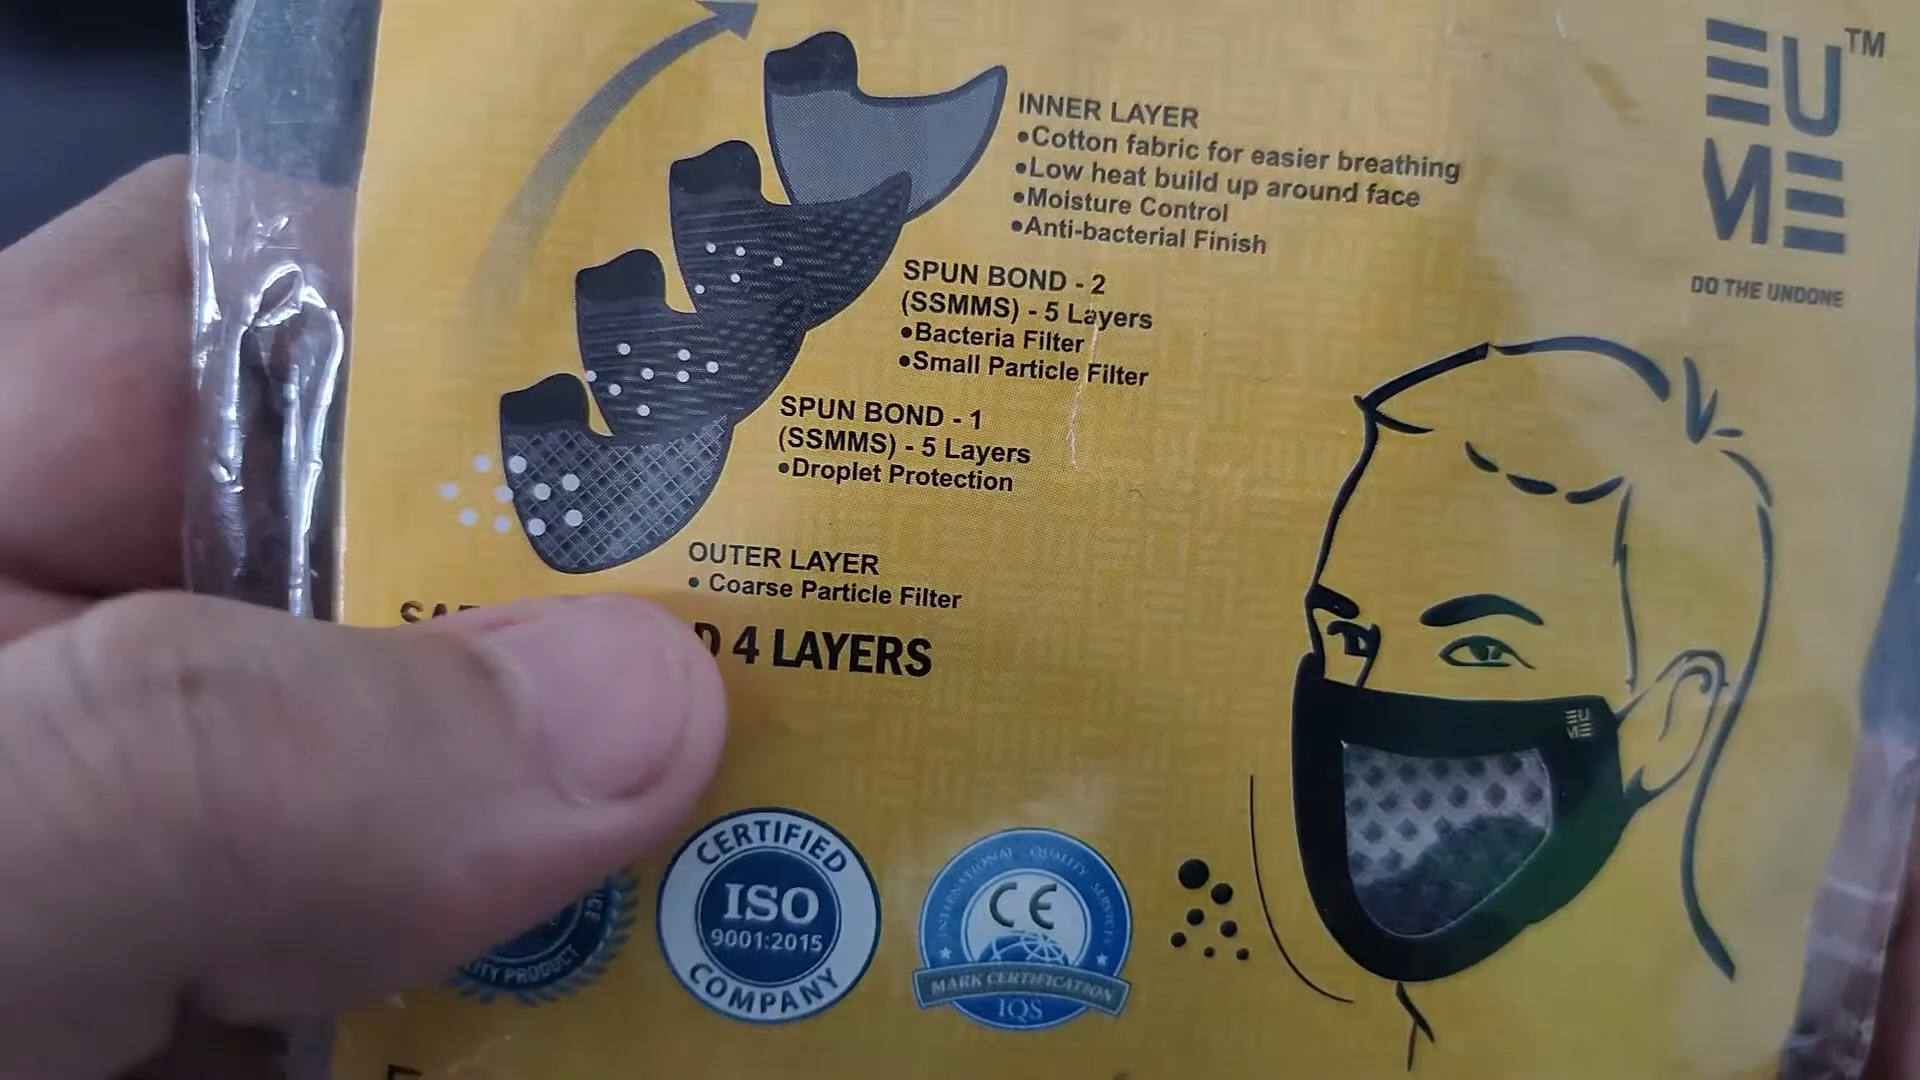 EU
ME
TM
DO THE UNDONE
INNER LAYER
•Cotton fabric for easier breathing
•Low heat build up around face
•Moisture Control
•Anti-bacterial Finish
SPUN BOND - 2
(SSMMS) - 5 Layers
•Bacteria Filter
•Small Particle Filter
SPUN BOND - 1
(SSMMS) - 5 Layers
•Droplet Protection
OUTER LAYER
• Coarse Particle Filter
4 LAYERS
EU
ME
PRODUCT
CERTIFIED
ISO
9001:2015
COMPANY
INTERNATIONAL QUALITY SERVICES
CE
MARK CERTIFICATION
IQS